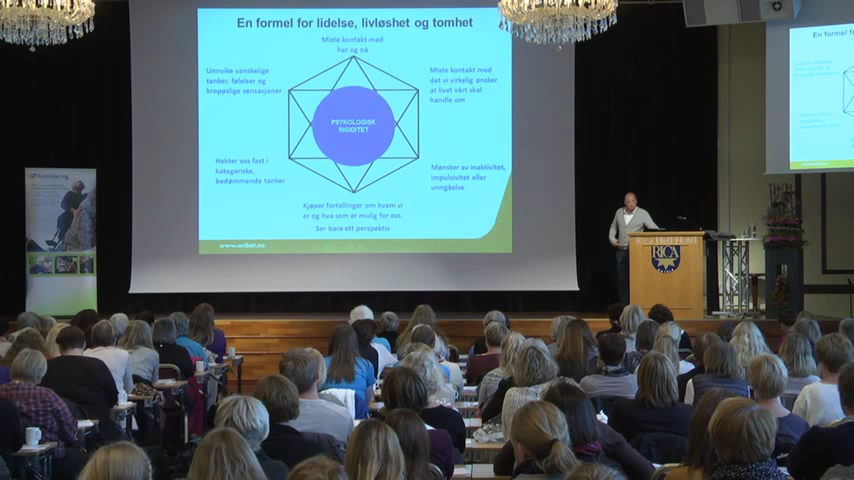 En formel for lidelse, livløshet og tomhet
Miste kontakt med
her og nå
Unnvike vanskelige
tanker, følelser og
kroppslige sensasjoner
Miste kontakt med
det vi virkelig ønsker
at livet vårt skal
handle om
PSYKOLOGISK
RIGIDITET
Hekter oss fast i
kategoriske,
bedømmende tanker
Mønster av inaktivitet,
impulsivitet eller
unngåelse
Kjøper fortellinger om hvem vi
er og hva som er mulig for oss.
Ser bare ett perspektiv
www.actbet.no
En formel fo
Rica Hell Hotel
RICA